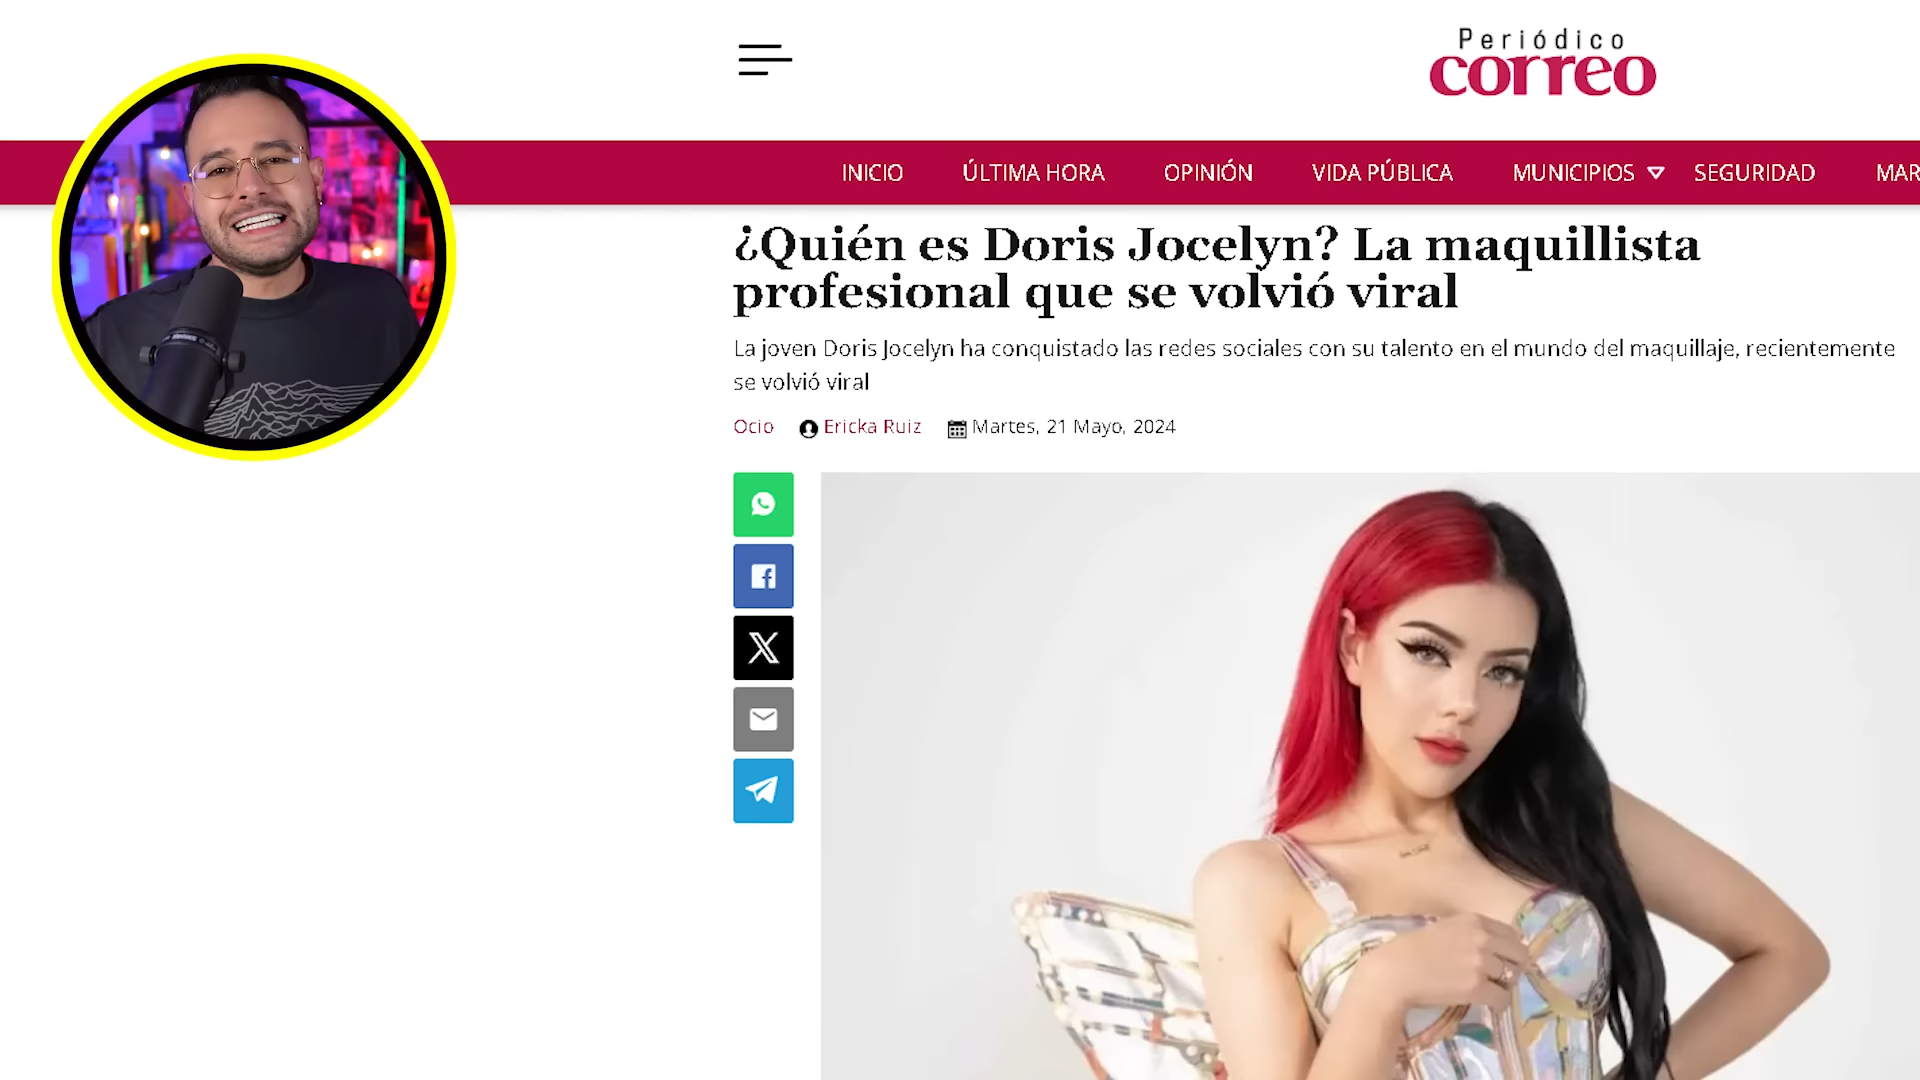 Periódico
correo
INICIO ÚLTIMA HORA OPINIÓN VIDA PÚBLICA MUNICIPIOS SEGURIDAD MAR
¿Quién es Doris Jocelyn? La maquillista
profesional que se volvió viral
La joven Doris Jocelyn ha conquistado las redes sociales con su talento en el mundo del maquillaje, recientemente
se volvió viral
Ocio Ericka Ruiz Martes, 21 Mayo, 2024